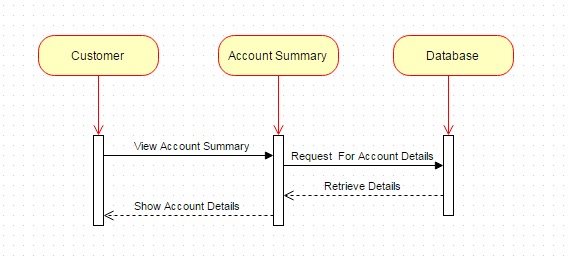 Customer
Account Summary
Database
View Account Summary
Request For Account Details
Retrieve Details
Show Account Details